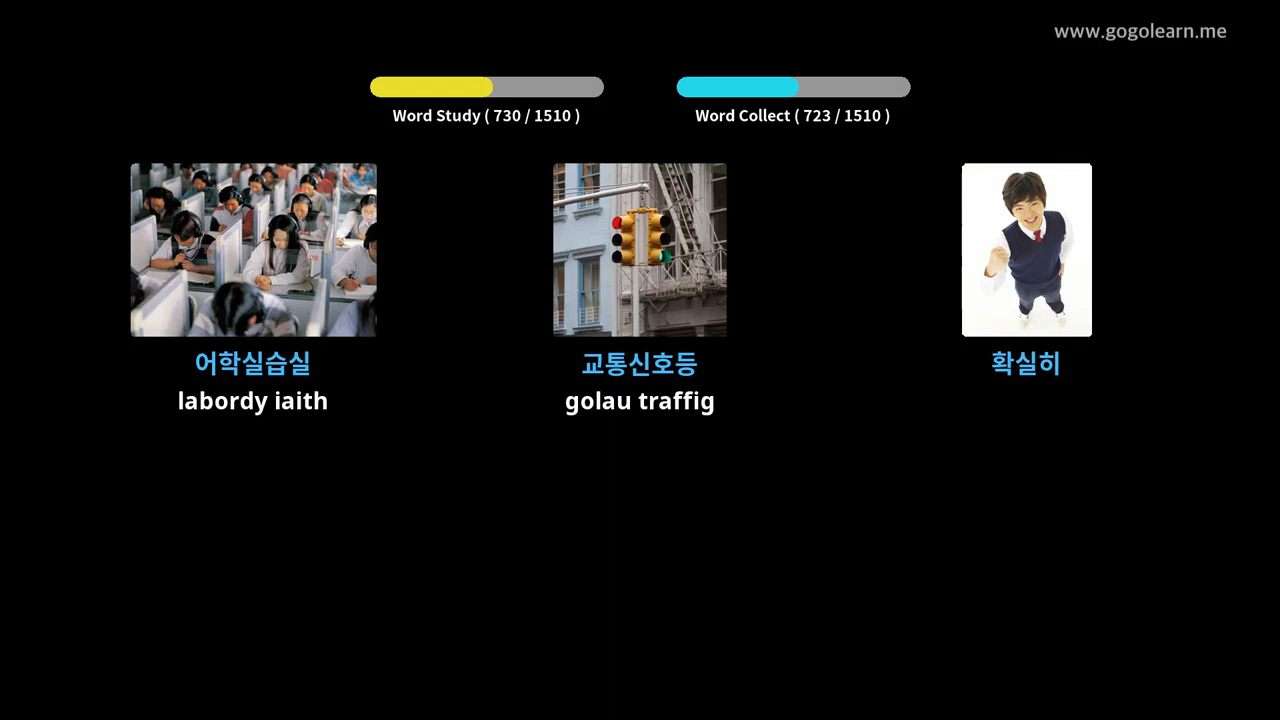 www.gogolearn.me
Word Study ( 730 / 1510 )
Word Collect ( 723 / 1510 )
어학실습실
labordy iaith
교통신호등
golau traffig
확실히